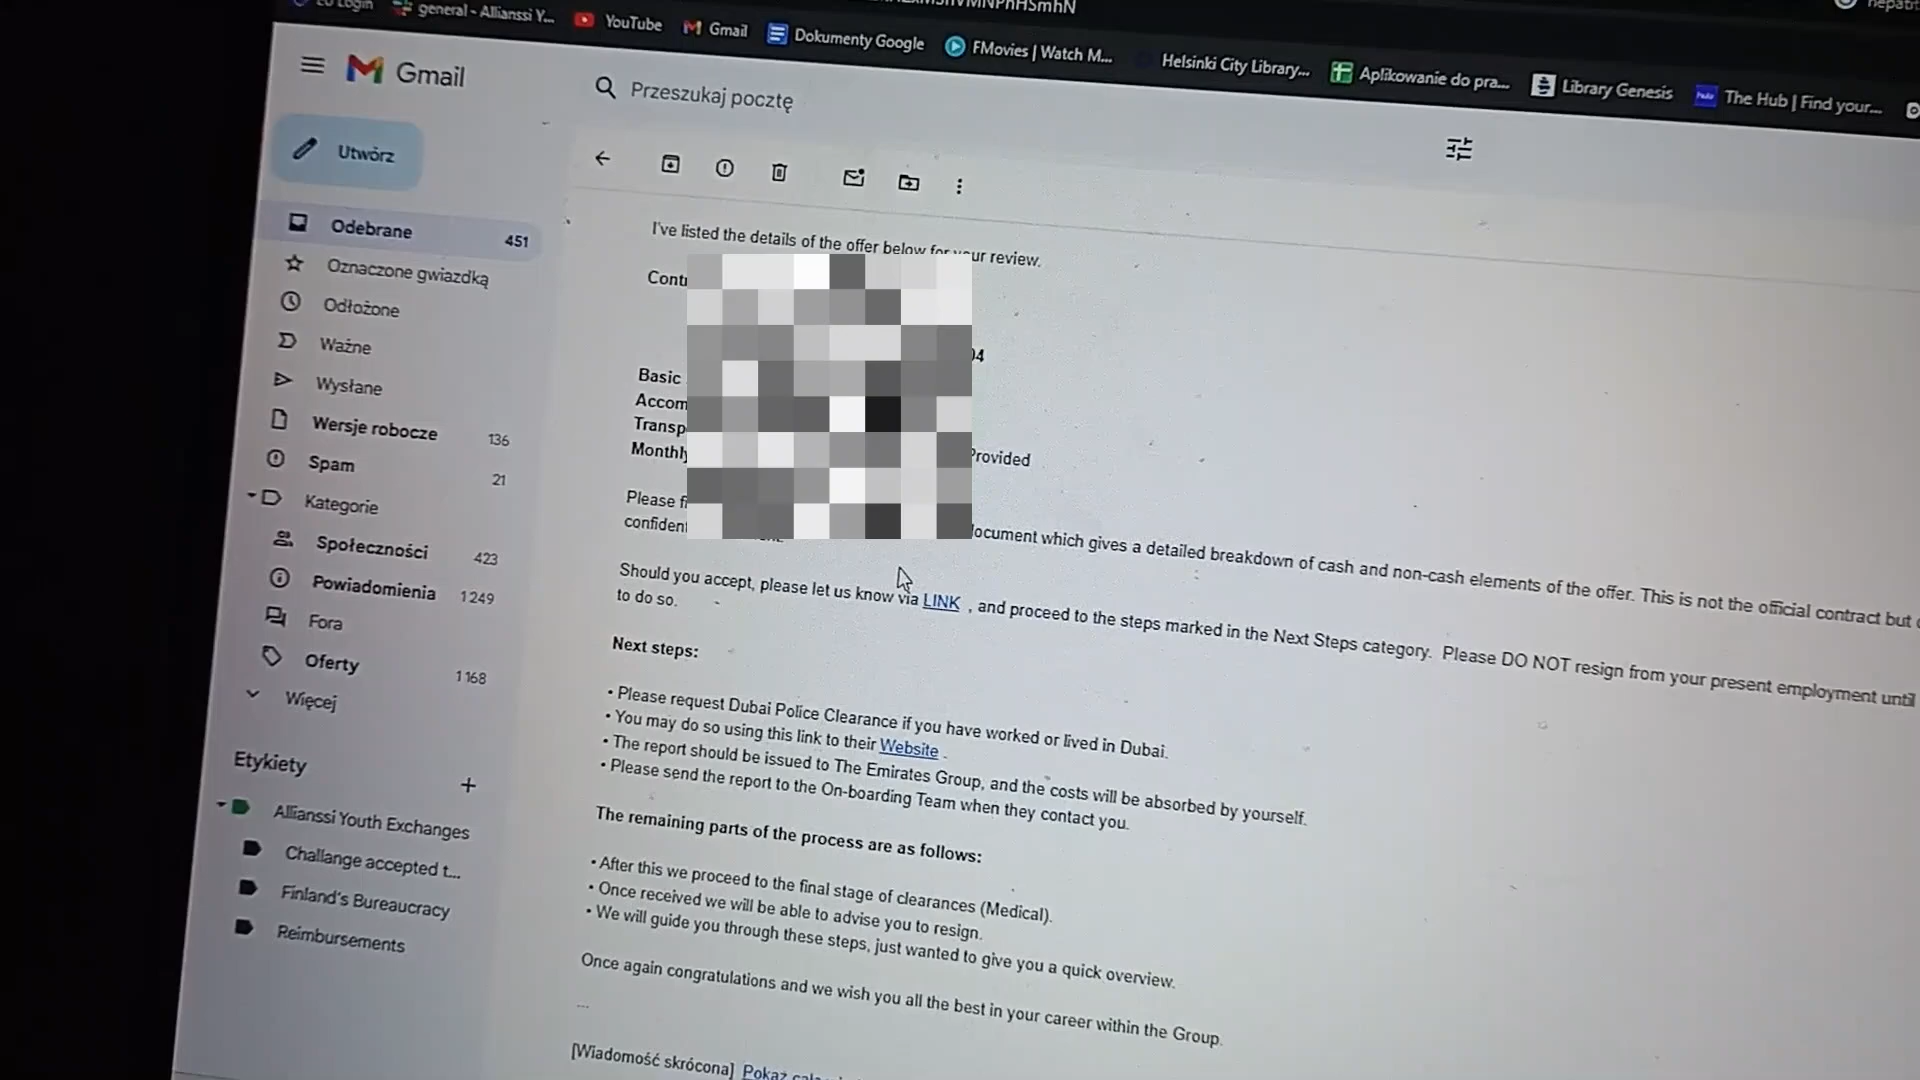 general - Allianssi Y...
YouTube
Gmail
Dokumenty Google
FMovies | Watch M...
Helsinki City Library...
Aplikowanie do pra...
Library Genesis
The Hub | Find your...
Gmail
Przeszukaj pocztę
Utwórz
Odebrane 451
Oznaczone gwiazdką
Odłożone
Ważne
Wysłane
Wersje robocze 136
Spam 21
Kategorie
Społeczności 423
Powiadomienia 1 249
Fora
Oferty 1 168
Więcej
Etykiety
Allianssi Youth Exchanges
Challange accepted t...
Finland's Bureaucracy
Reimbursements
I've listed the details of the offer below for your review.
Basic
Please
document which gives a detailed breakdown of cash and non-cash elements of the offer. This is not the official contract but
Should you accept, please let us know via LINK , and proceed to the steps marked in the Next Steps category. Please DO NOT resign from your present employment until
to do so.
Next steps:
• Please request Dubai Police Clearance if you have worked or lived in Dubai.
• You may do so using this link to their Website .
• The report should be issued to The Emirates Group, and the costs will be absorbed by yourself.
• Please send the report to the On-boarding Team when they contact you.
The remaining parts of the process are as follows:
• After this we proceed to the final stage of clearances (Medical).
• Once received we will be able to advise you to resign.
• We will guide you through these steps, just wanted to give you a quick overview.
Once again congratulations and we wish you all the best in your career within the Group.
...
[Wiadomość skrócona] Pokaż